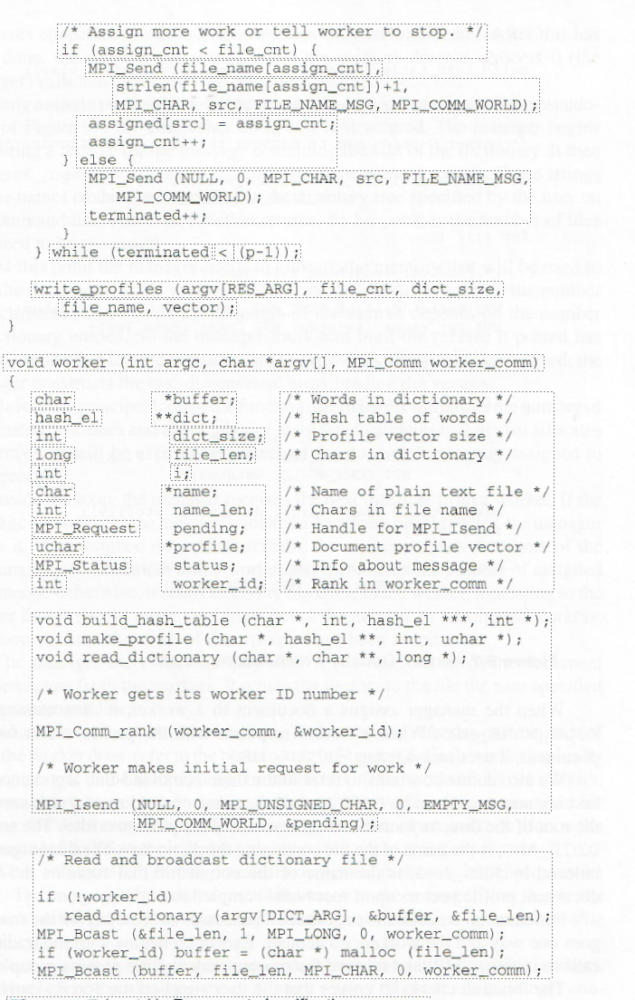 /* Assign more work or tell worker to stop. */
if (assign_cnt < file_cnt) {
MPI_Send (file_name[assign_cnt],
strlen(file_name[assign_cnt])+1,
MPI_CHAR, src, FILE_NAME_MSG, MPI_COMM_WORLD);
assigned[src] = assign_cnt;
assign_cnt++;
} else {
MPI_Send (NULL, 0, MPI_CHAR, src, FILE_NAME_MSG,
MPI_COMM_WORLD);
terminated++;
}
} while (terminated < (p-1));
write_profiles (argv[RES_ARG], file_cnt, dict_size,
file_name, vector);
}
void worker (int argc, char *argv[], MPI_Comm worker_comm)
{
char *buffer; /* Words in dictionary */
hash_el **dict; /* Hash table of words */
int dict_size; /* Profile vector size */
long file_len; /* Chars in dictionary */
int i;
char *name; /* Name of plain text file */
int name_len; /* Chars in file name */
MPI_Request pending; /* Handle for MPI_Isend */
uchar *profile; /* Document profile vector */
MPI_Status status; /* Info about message */
int worker_id; /* Rank in worker_comm */
void build_hash_table (char *, int, hash_el ***, int *);
void make_profile (char *, hash_el **, int, uchar *);
void read_dictionary (char *, char **, long *);
/* Worker gets its worker ID number */
MPI_Comm_rank (worker_comm, &worker_id);
/* Worker makes initial request for work */
MPI_Isend (NULL, 0, MPI_UNSIGNED_CHAR, 0, EMPTY_MSG,
MPI_COMM_WORLD, &pending);
/* Read and broadcast dictionary file */
if (!worker_id)
read_dictionary (argv[DICT_ARG], &buffer, &file_len);
MPI_Bcast (&file_len, 1, MPI_LONG, 0, worker_comm);
if (worker_id) buffer = (char *) malloc (file_len);
MPI_Bcast (buffer, file_len, MPI_CHAR, 0, worker_comm);